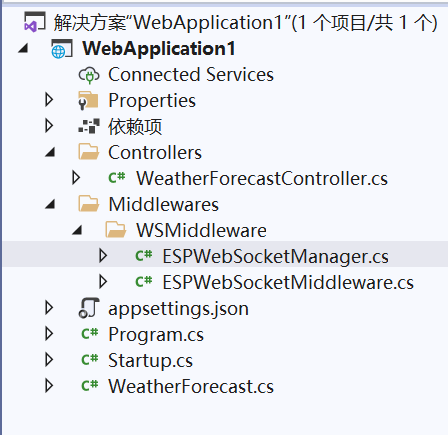 解决方案“WebApplication1”(1 个项目/共 1 个)
WebApplication1
Connected Services
Properties
依赖项
Controllers
C# WeatherForecastController.cs
Middlewares
WSMiddleware
C# ESPWebSocketManager.cs
C# ESPWebSocketMiddleware.cs
appsettings.json
C# Program.cs
C# Startup.cs
C# WeatherForecast.cs